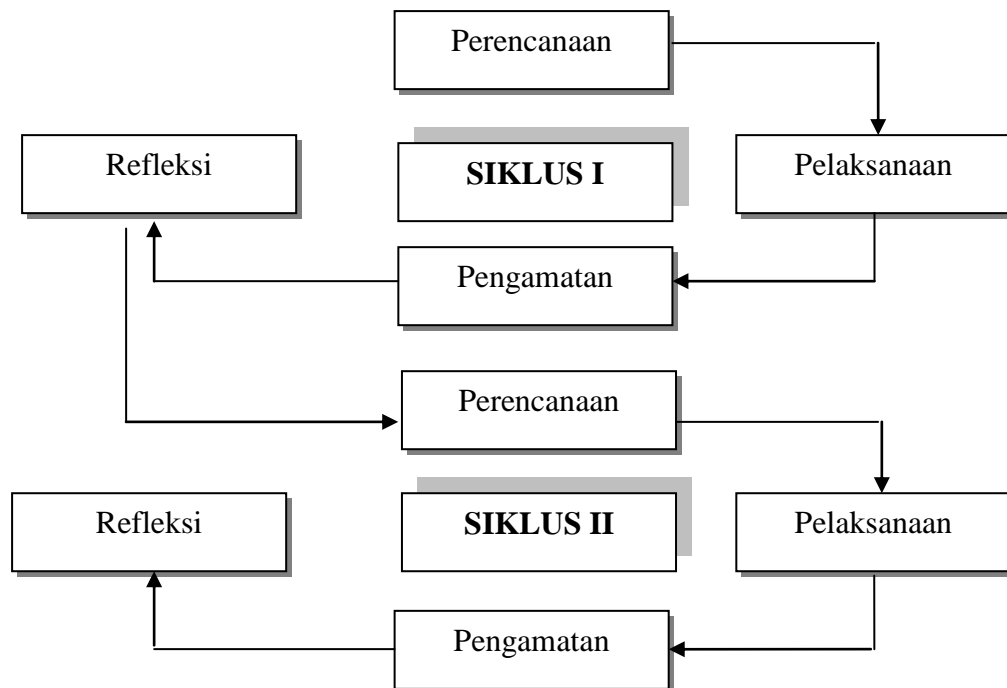 Perencanaan
Refleksi
SIKLUS I
Pelaksanaan
Pengamatan
Perencanaan
Refleksi
SIKLUS II
Pelaksanaan
Pengamatan